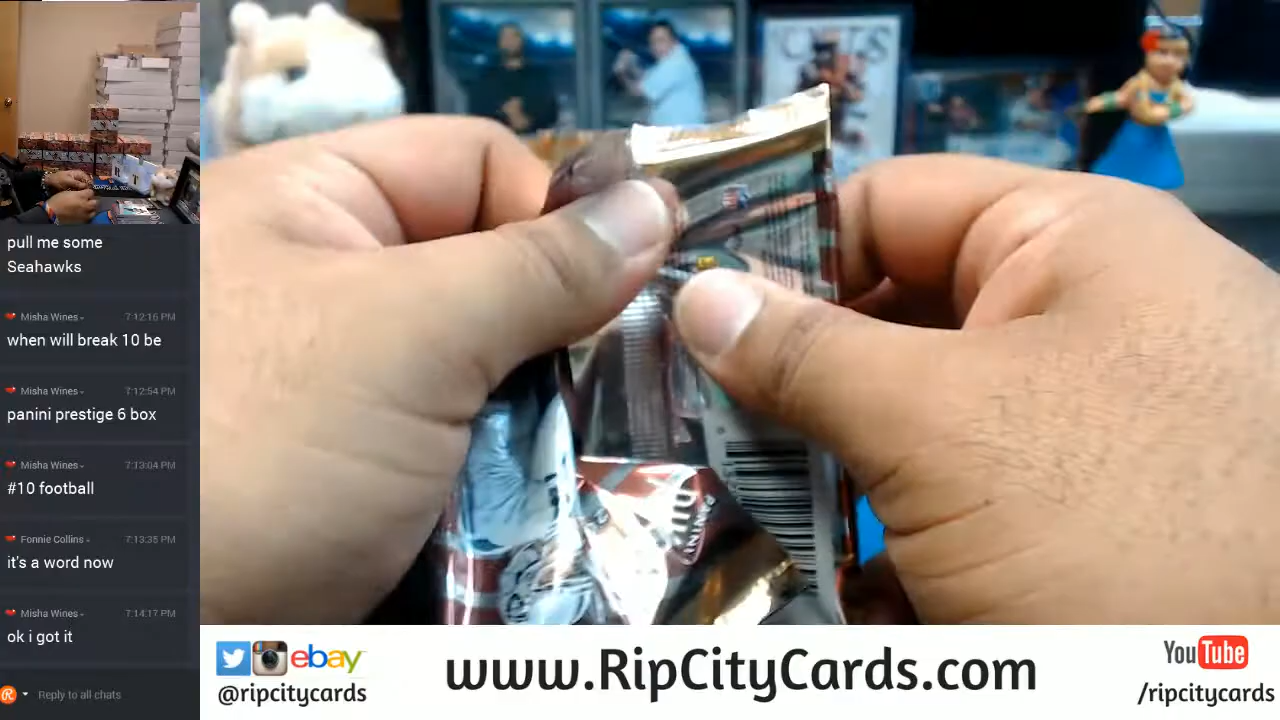 pull me some
Seahawks
Misha Wines
7:12:16 PM
when will break 10 be
Misha Wines
7:12:54 PM
panini prestige 6 box
Misha Wines
7:13:04 PM
#10 football
Fonnie Collins
7:13:35 PM
it's a word now
Misha Wines
7:14:17 PM
ok i got it
Reply to all chats
PANINI
ebay
@ripcitycards
www.RipCityCards.com
YouTube
/ripcitycards